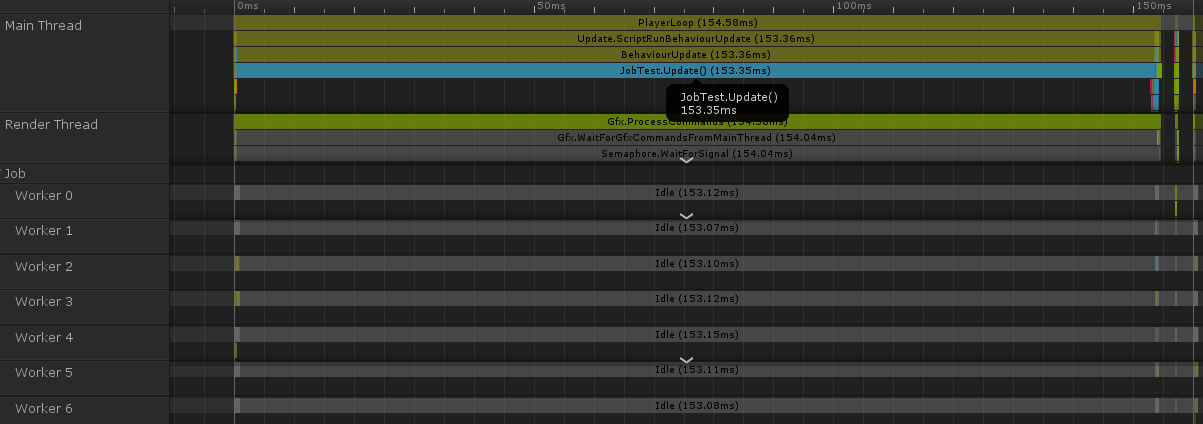 0ms 50ms 100ms 150ms
Main Thread
PlayerLoop (154.58ms)
Update.ScriptRunBehaviourUpdate (153.36ms)
BehaviourUpdate (153.36ms)
JobTest.Update() (153.35ms)
JobTest.Update()
153.35ms
Render Thread
Gfx.ProcessCommands (154.58ms)
Gfx.WaitForGfxCommandsFromMainThread (154.04ms)
Semaphore.WaitForSignal (154.04ms)
Job
Worker 0 Idle (153.12ms)
Worker 1 Idle (153.07ms)
Worker 2 Idle (153.10ms)
Worker 3 Idle (153.12ms)
Worker 4 Idle (153.15ms)
Worker 5 Idle (153.11ms)
Worker 6 Idle (153.08ms)